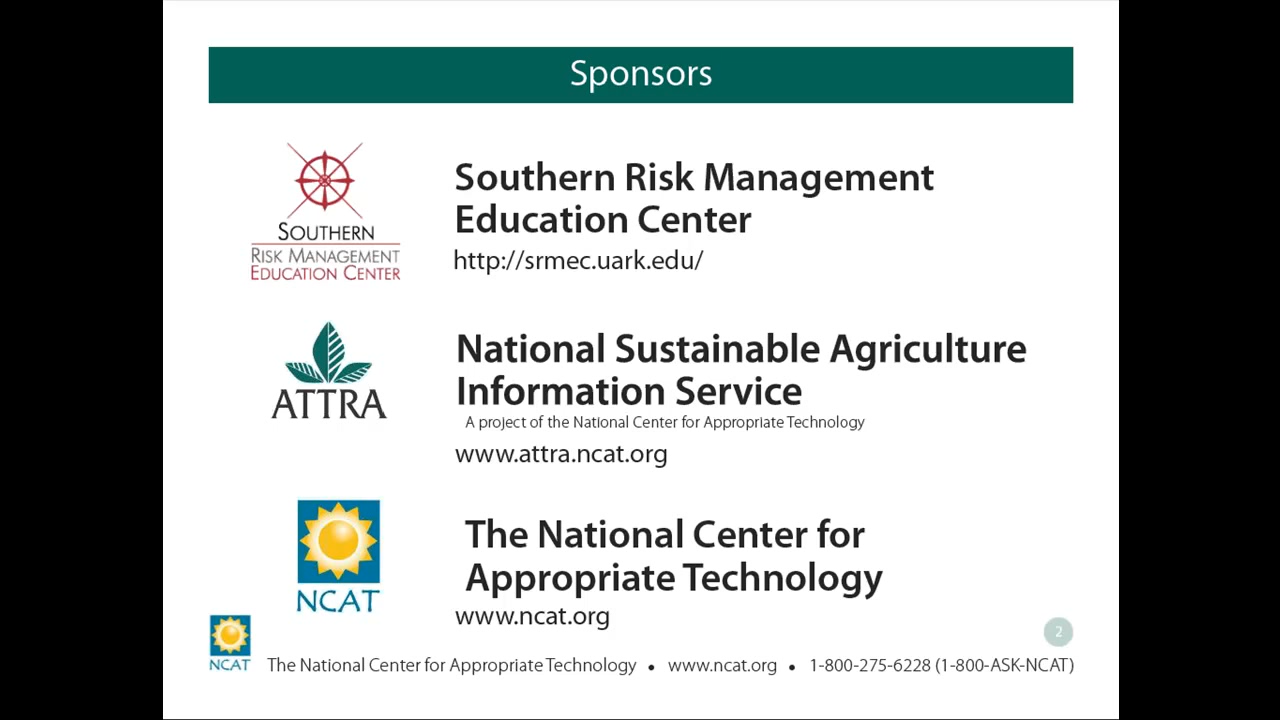 Sponsors
SOUTHERN
RISK MANAGEMENT
EDUCATION CENTER
Southern Risk Management
Education Center
http://srmec.uark.edu/
ATTRA
National Sustainable Agriculture
Information Service
A project of the National Center for Appropriate Technology
www.attra.ncat.org
NCAT
The National Center for
Appropriate Technology
www.ncat.org
2
NCAT
The National Center for Appropriate Technology • www.ncat.org • 1-800-275-6228 (1-800-ASK-NCAT)